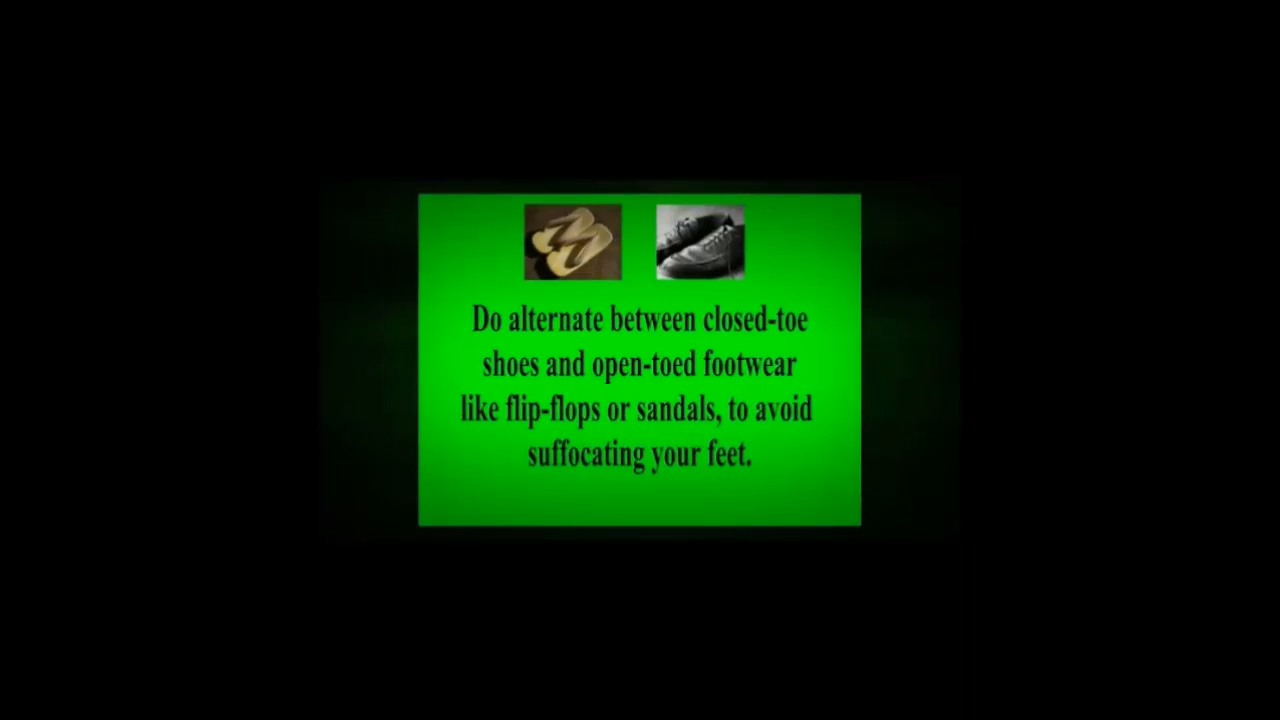 Do alternate between closed-toe
shoes and open-toed footwear
like flip-flops or sandals, to avoid
suffocating your feet.